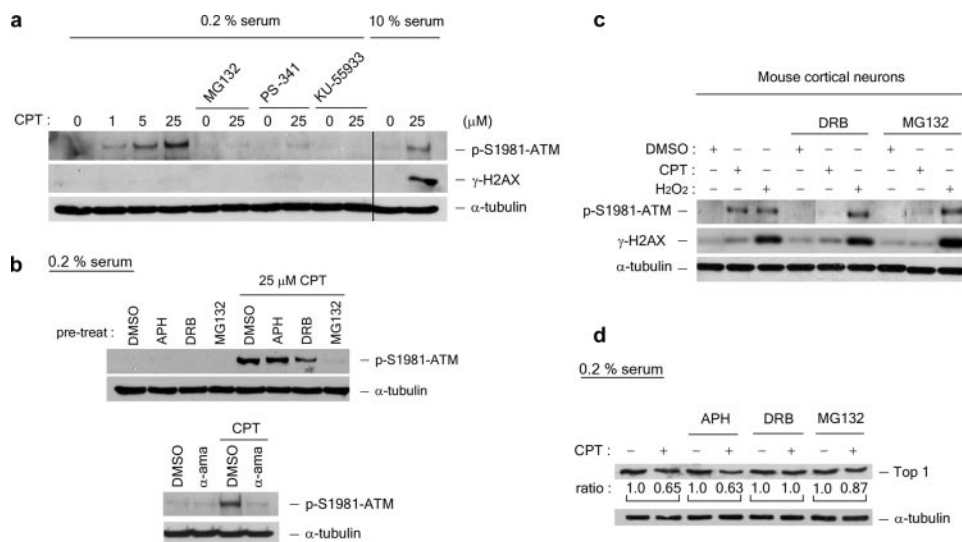 a
0.2 % serum 10 % serum
MG132 PS-341 KU-55933
CPT : 0 1 5 25 0 25 0 25 0 25 0 25 (μM)
– p-S1981-ATM
– γ-H2AX
– α-tubulin
b
0.2 % serum
25 μM CPT
pre-treat : DMSO APH DRB MG132 DMSO APH DRB MG132
– p-S1981-ATM
– α-tubulin
CPT
DMSO α-ama DMSO α-ama
– p-S1981-ATM
– α-tubulin
c
Mouse cortical neurons
DRB MG132
DMSO : + + +
CPT : + + +
H2O2 : + + +
p-S1981-ATM –
γ-H2AX –
α-tubulin –
d
0.2 % serum
APH DRB MG132
CPT : – + – + – + – +
– Top 1
ratio : 1.0 0.65 1.0 0.63 1.0 1.0 1.0 0.87
– α-tubulin